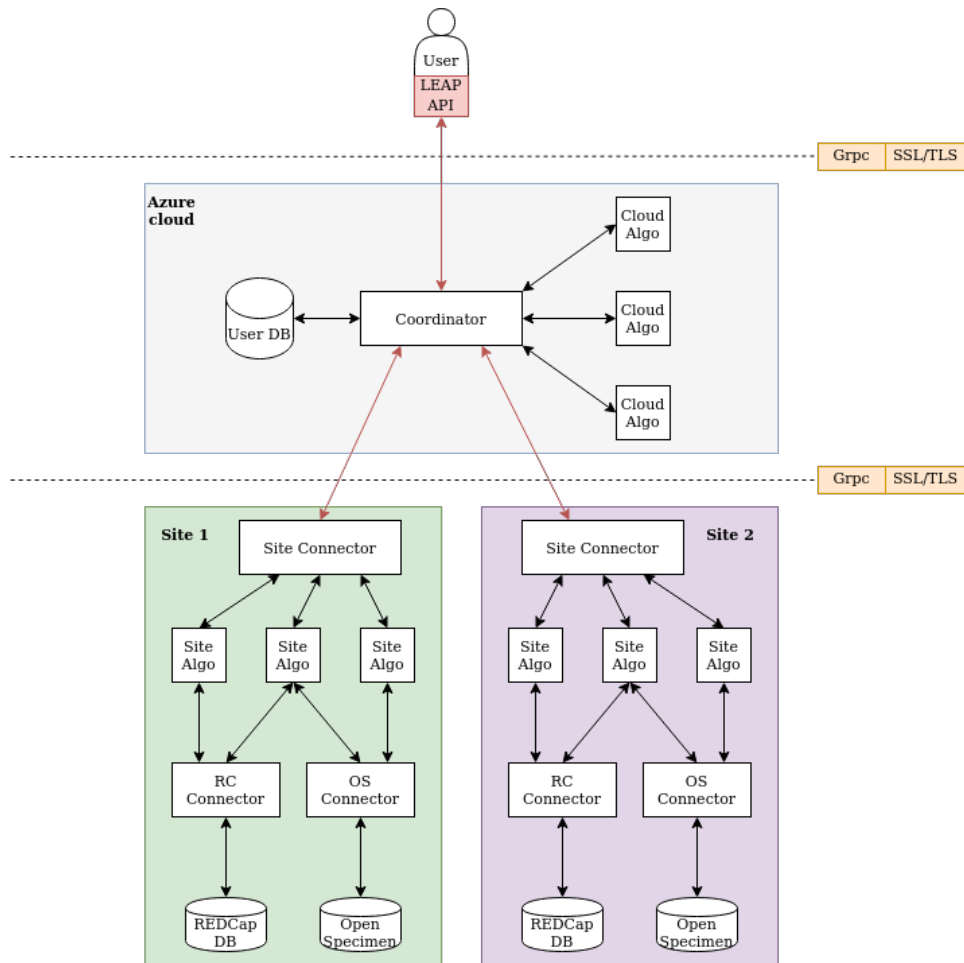 User
LEAP
API
Grpc
SSL/TLS
Azure
cloud
Cloud
Algo
User DB
Coordinator
Cloud
Algo
Cloud
Algo
Grpc
SSL/TLS
Site 1
Site Connector
Site
Algo
Site
Algo
Site
Algo
RC
Connector
OS
Connector
REDCap
DB
Open
Specimen
Site Connector
Site 2
Site
Algo
Site
Algo
Site
Algo
RC
Connector
OS
Connector
REDCap
DB
Open
Specimen